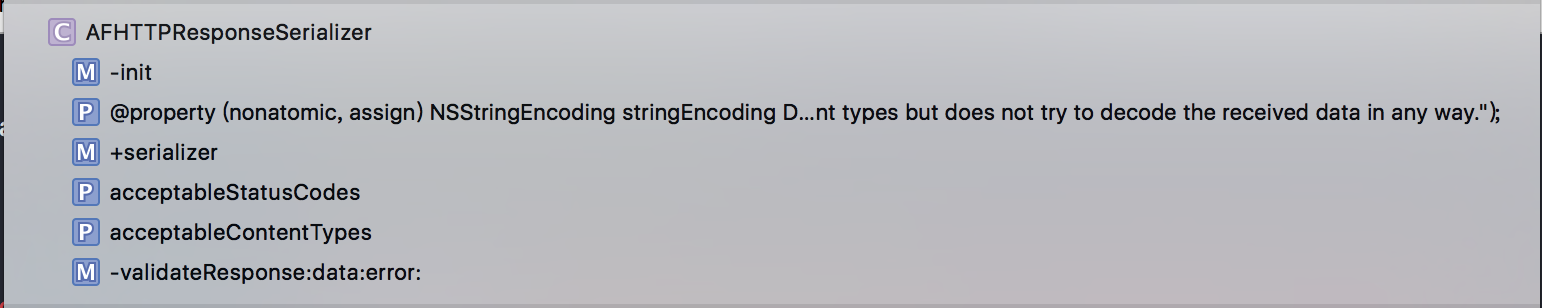 C AFHTTPResponseSerializer
M -init
P @property (nonatomic, assign) NSStringEncoding stringEncoding D...nt types but does not try to decode the received data in any way.");
M +serializer
P acceptableStatusCodes
P acceptableContentTypes
M -validateResponse:data:error: